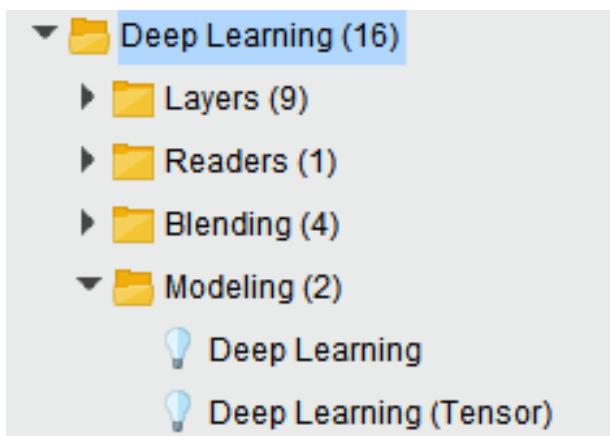 Deep Learning (16)
Layers (9)
Readers (1)
Blending (4)
Modeling (2)
Deep Learning
Deep Learning (Tensor)